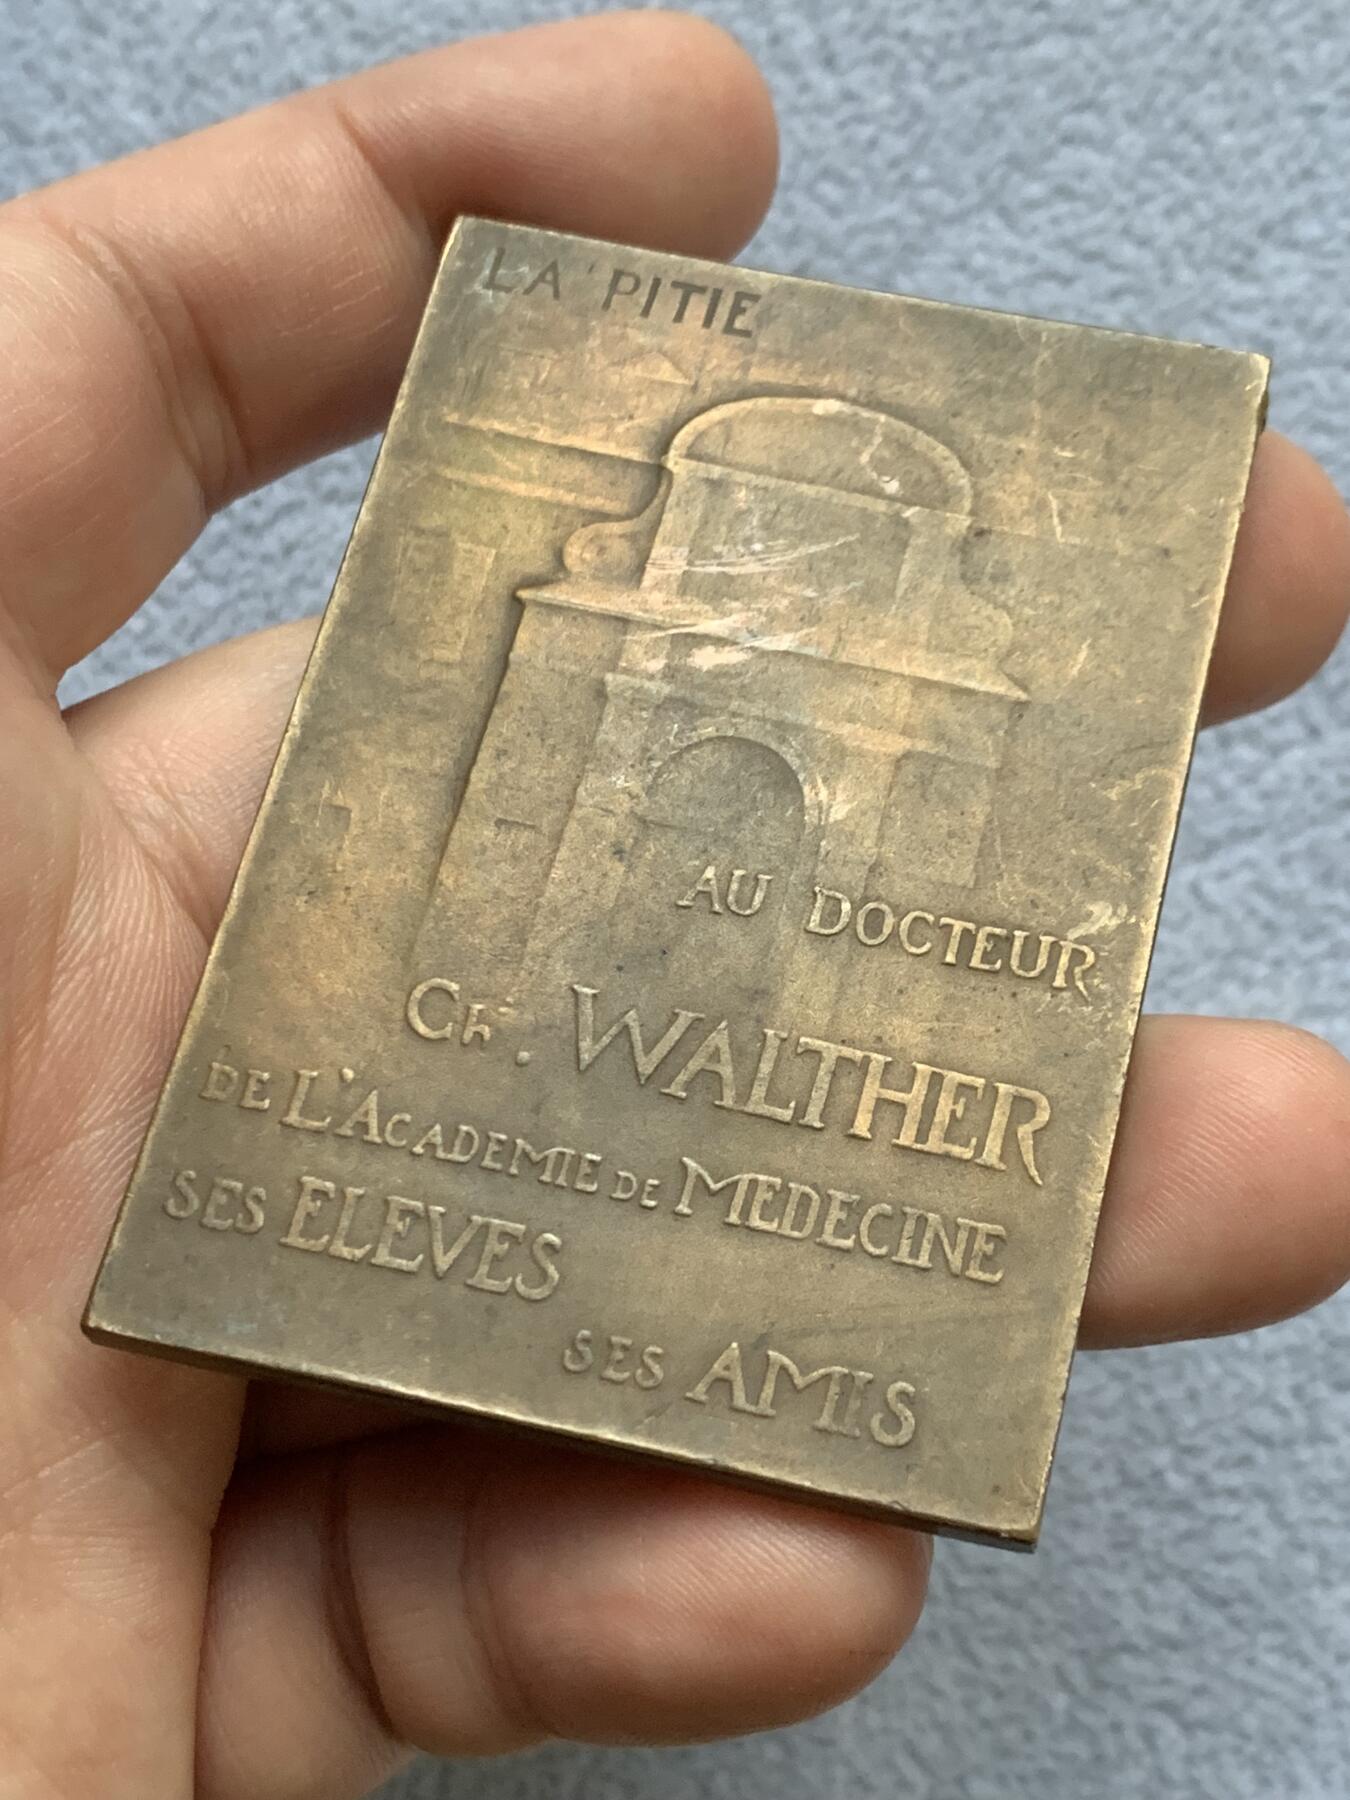 LA PITIE
AU DOCTEUR
Ch. WALTHER
DE L'ACADEMIE DE MEDECINE
SES ELEVES
SES AMIS